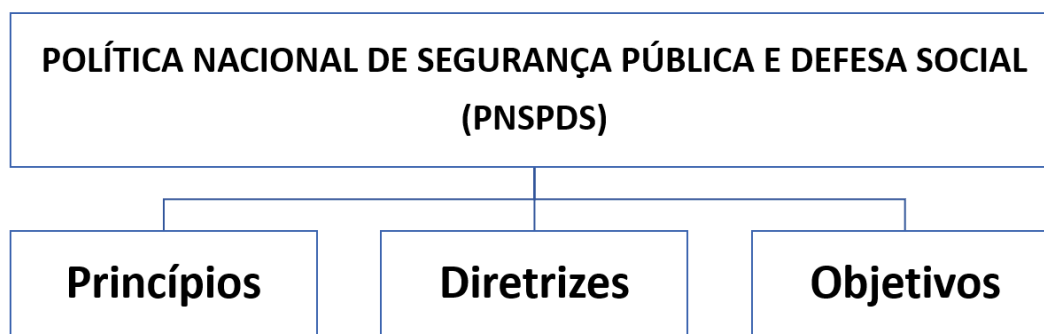 POLÍTICA NACIONAL DE SEGURANÇA PÚBLICA E DEFESA SOCIAL
(PNSPDS)
Princípios
Diretrizes
Objetivos